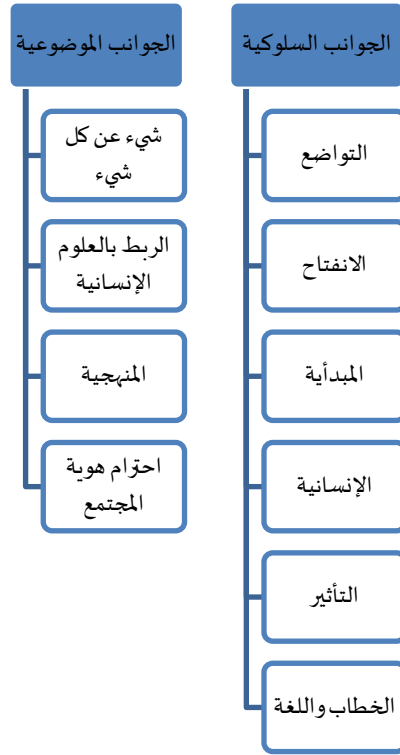 الجوانب السلوكية
التواضع
الانفتاح
المبدأية
الإنسانية
التأثير
الخطاب واللغة
الجوانب الموضوعية
شيء عن كل
شيء
الربط بالعلوم
الإنسانية
المنهجية
احترام هوية
المجتمع